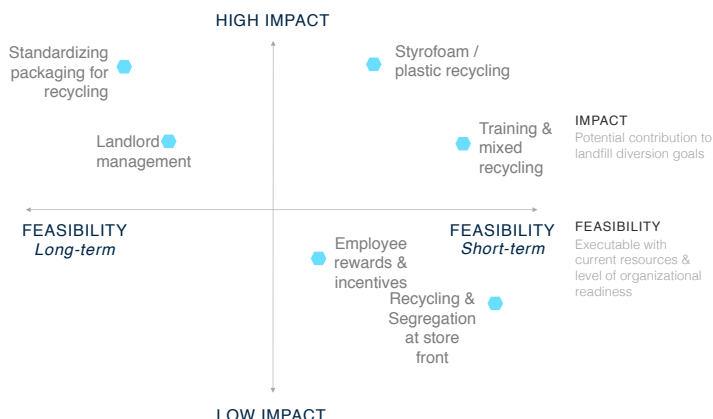 HIGH IMPACT
Standardizing
packaging for
recycling
Styrofoam /
plastic recycling
Landlord
management
Training &
mixed
recycling
IMPACT
Potential contribution to
landfill diversion goals
FEASIBILITY
Long-term
FEASIBILITY
Short-term
FEASIBILITY
Executable with
current resources &
level of organizational
readiness
Employee
rewards &
incentives
Recycling &
Segregation
at store
front
LOW IMPACT